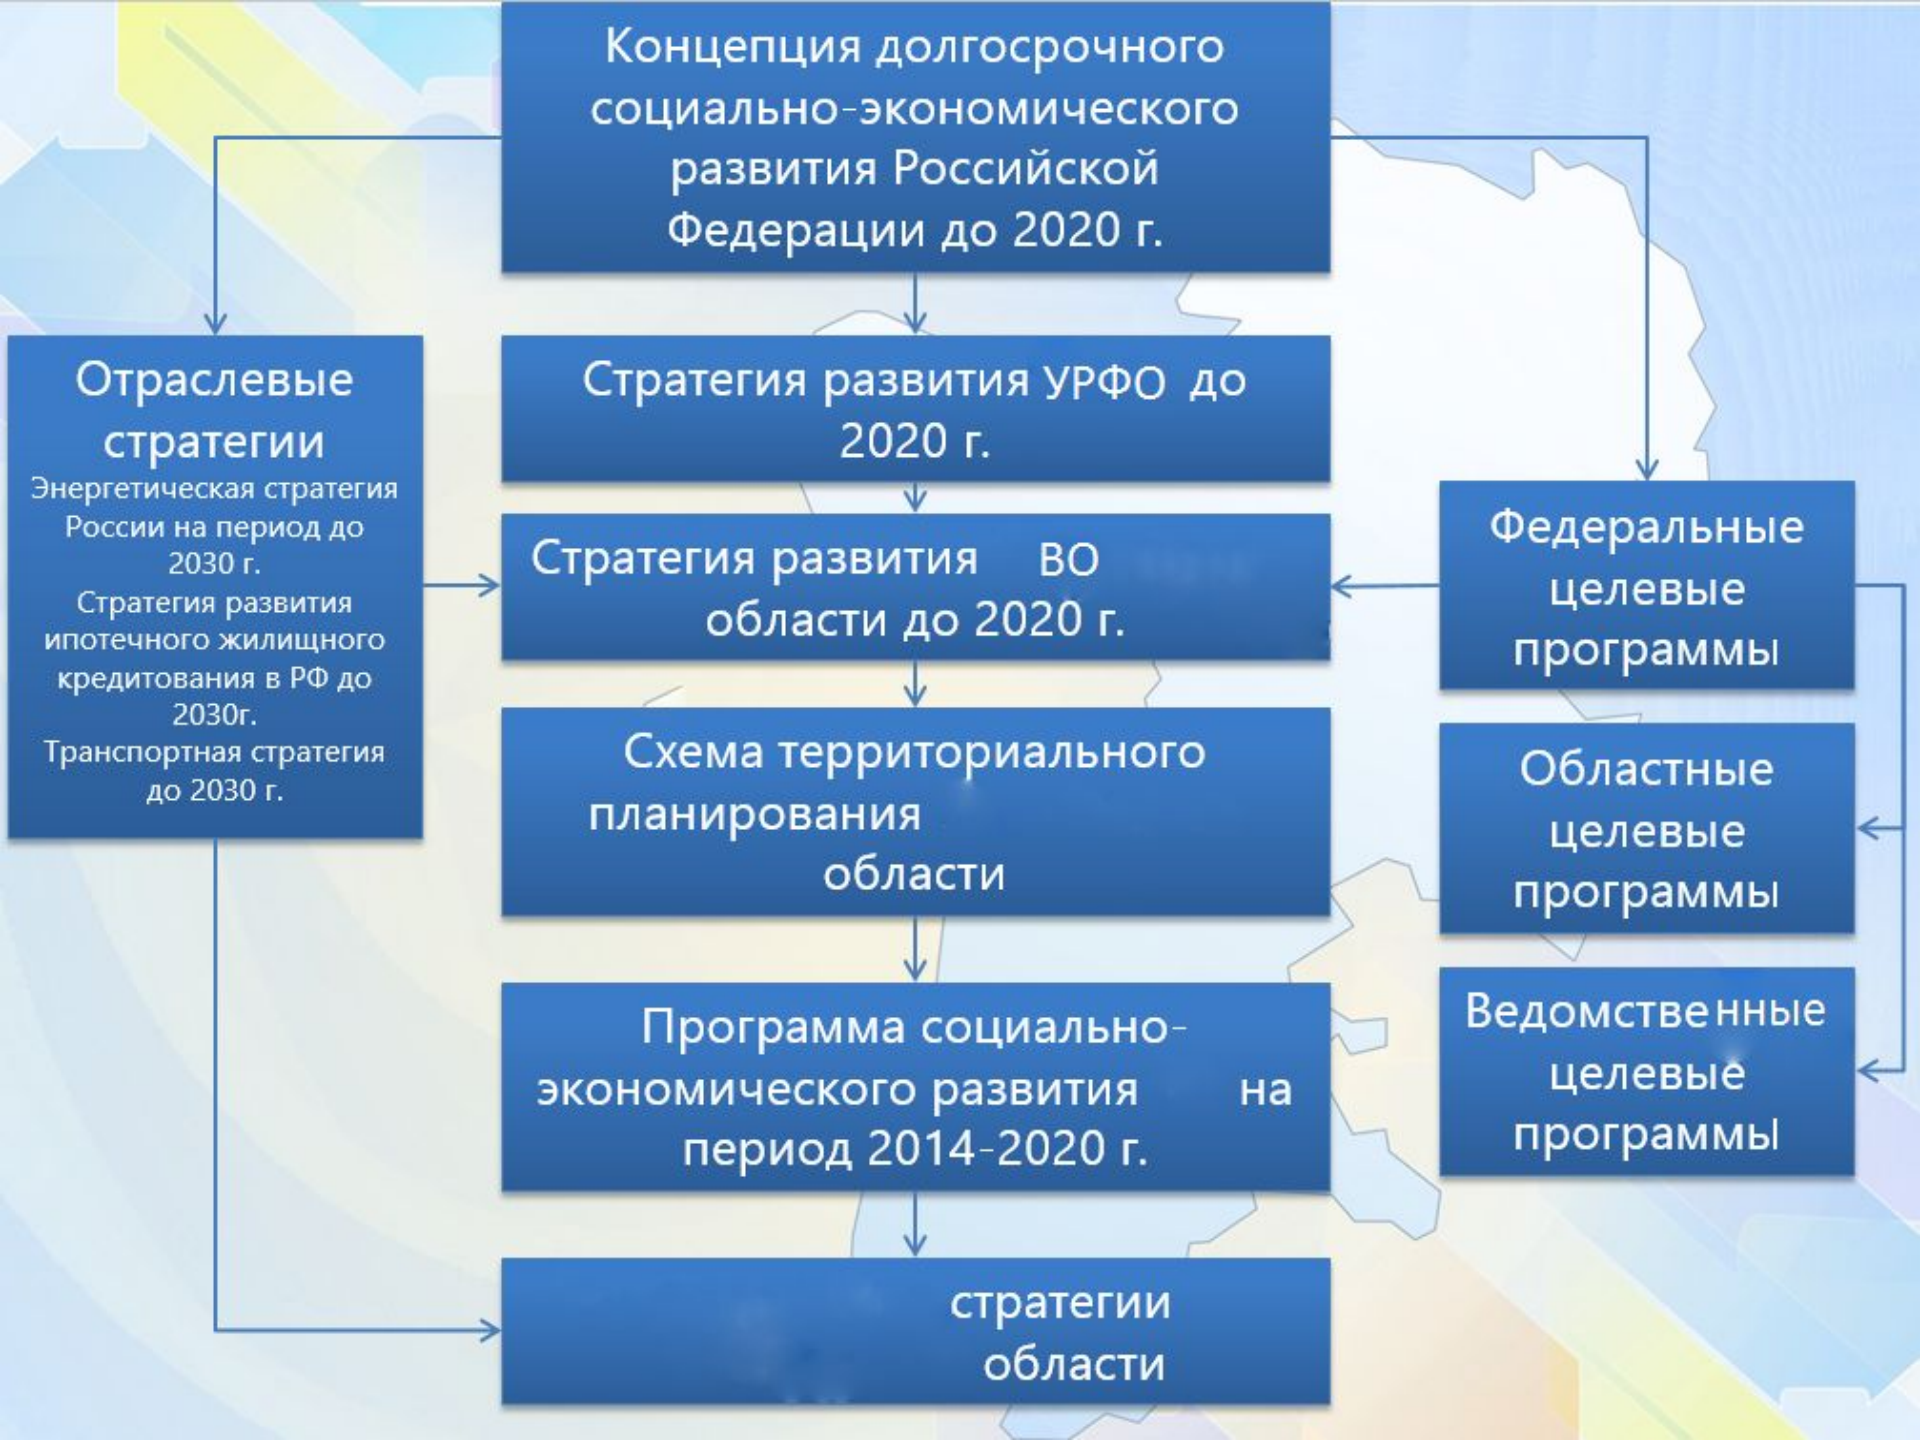 Концепция долгосрочного
социально-экономического
развития Российской
Федерации до 2020 г.
Отраслевые
стратегии
Энергетическая стратегия
России на период до
2030 г.
Стратегия развития
ипотечного жилищного
кредитования в РФ до
2030г.
Транспортная стратегия
до 2030 г.
Стратегия развития УРФО до
2020 г.
Стратегия развития ВО
области до 2020 г.
Схема территориального
планирования
области
Программа социально-
экономического развития на
период 2014-2020 г.
стратегии
области
Федеральные
целевые
программы
Областные
целевые
программы
Ведомственные
целевые
программы